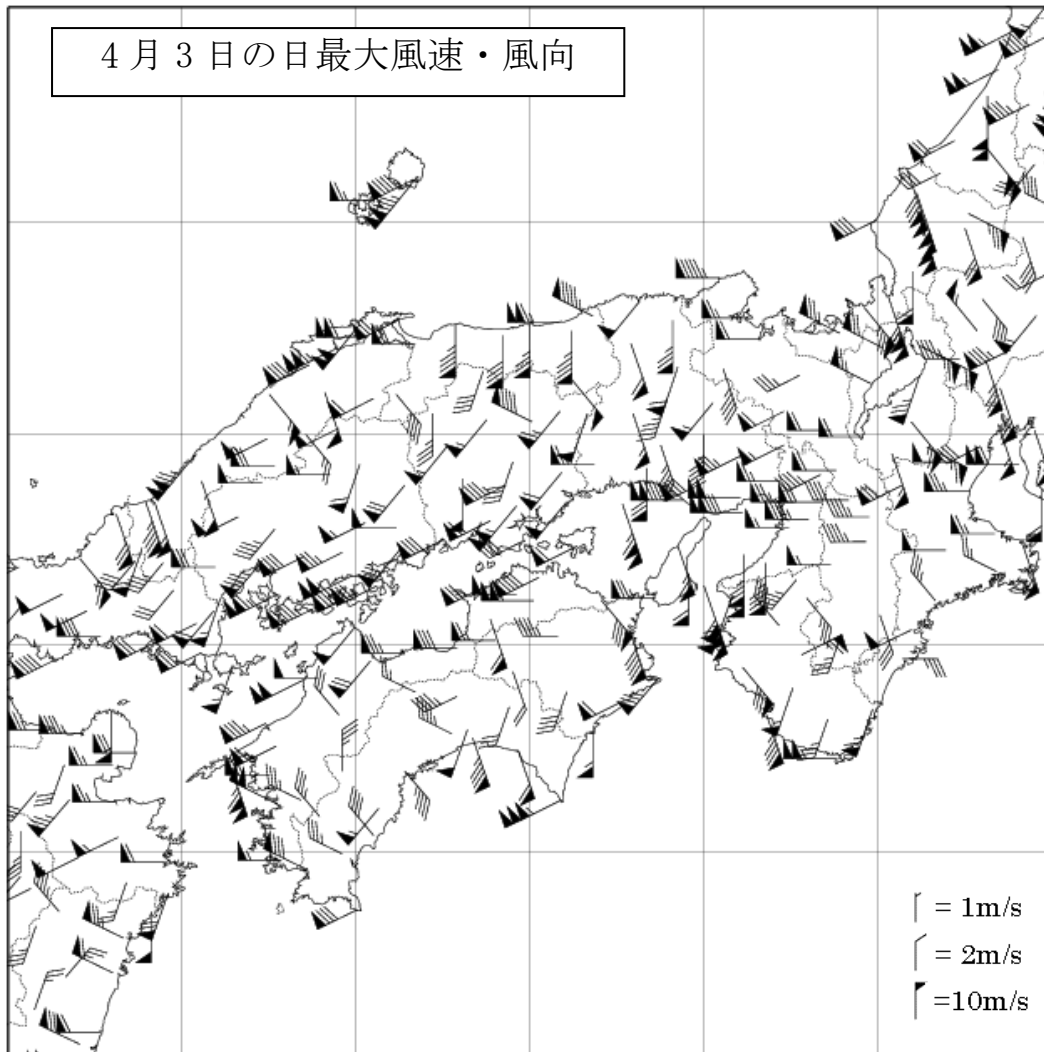 ４月３日の日最大風速・風向
= 1m/s
= 2m/s
=10m/s